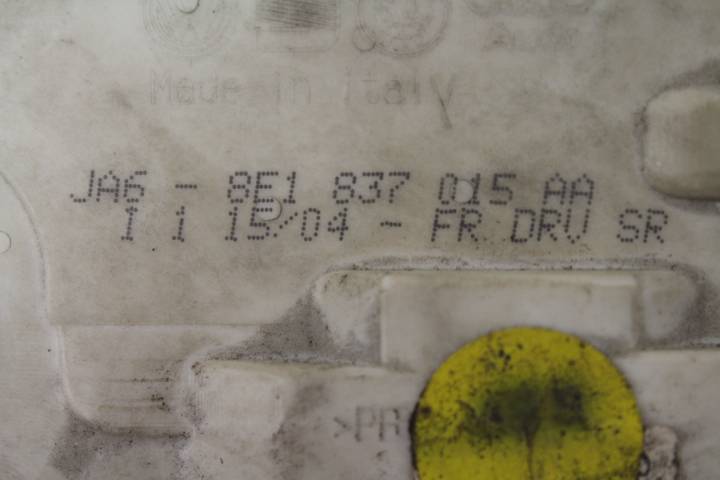 Made in italy
JA6 - 8E1 837 015 AA
1 1 15/04 - FR DRV SR
>PP